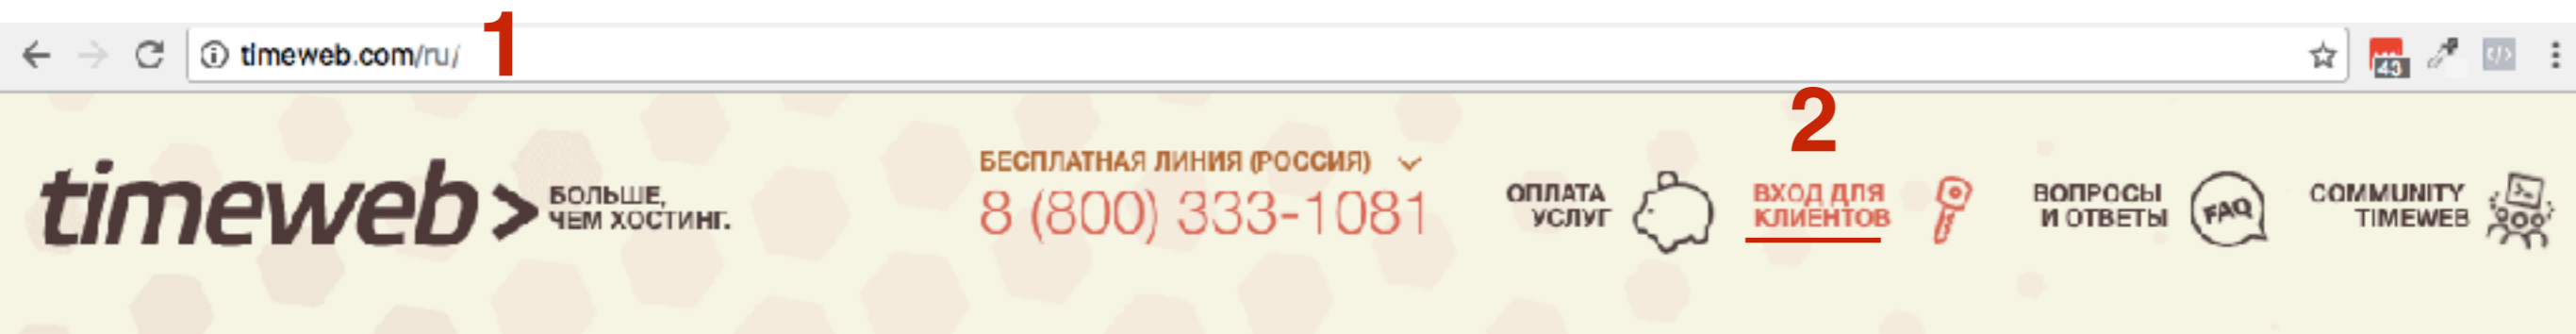 1
timeweb.com/ru/
43
2
timeweb>
БОЛЬШЕ,
ЧЕМ ХОСТИНГ.
БЕСПЛАТНАЯ ЛИНИЯ (РОССИЯ)
8 (800) 333-1081
ОПЛАТА
УСЛУГ
ВХОД ДЛЯ
КЛИЕНТОВ
ВОПРОСЫ
И ОТВЕТЫ
FAQ
COMMUNITY
TIMEWEB